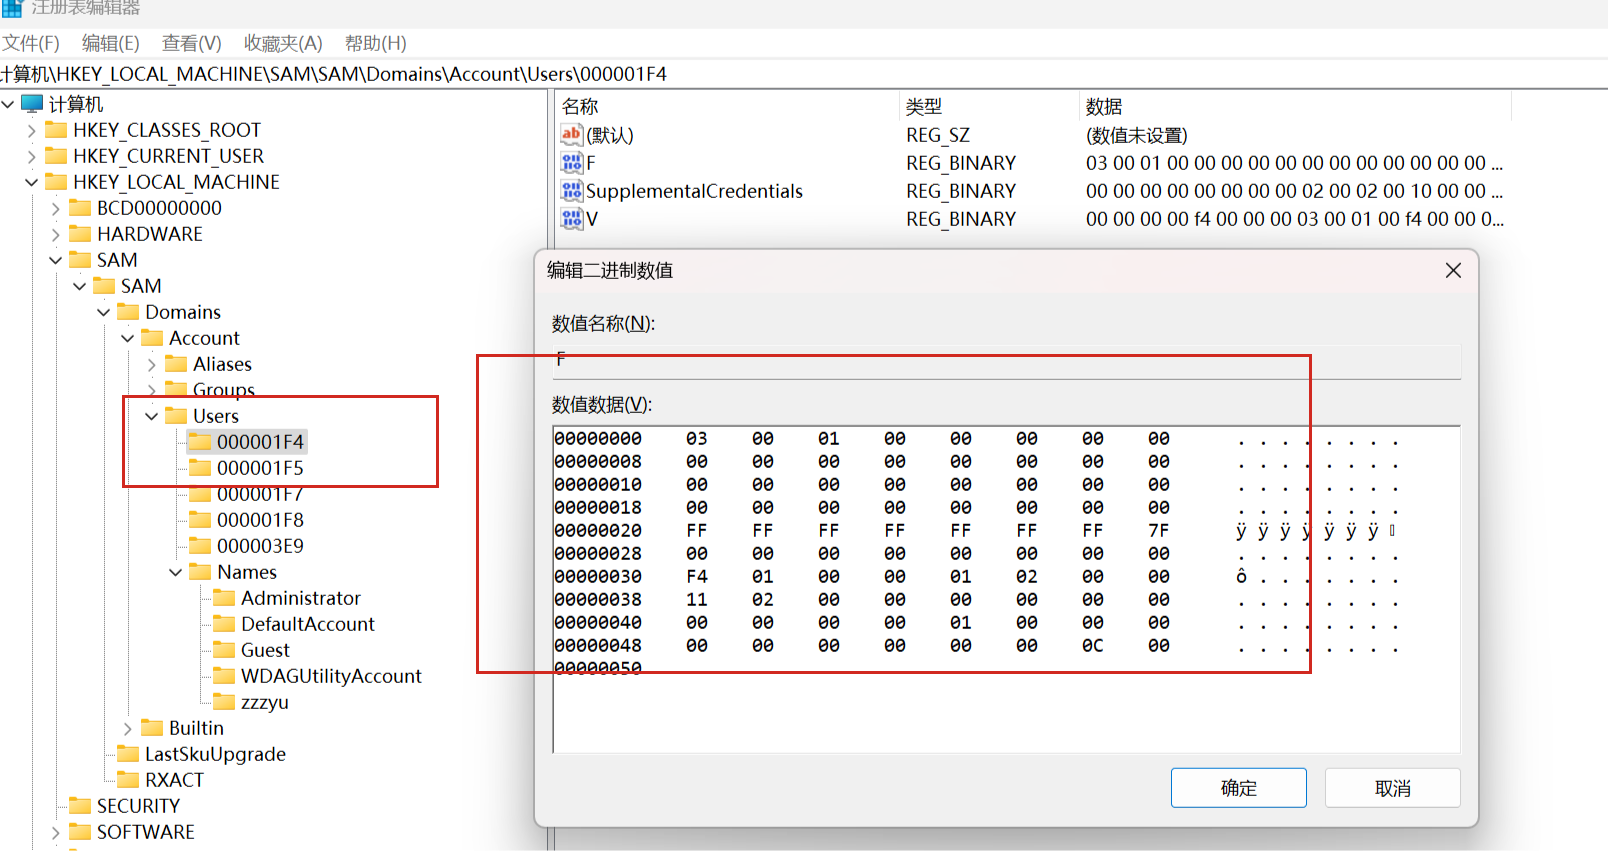 注册表编辑器
文件(F) 编辑(E) 查看(V) 收藏夹(A) 帮助(H)
计算机\HKEY_LOCAL_MACHINE\SAM\SAM\Domains\Account\Users\000001F4
计算机
HKEY_CLASSES_ROOT
HKEY_CURRENT_USER
HKEY_LOCAL_MACHINE
BCD00000000
HARDWARE
SAM
SAM
Domains
Account
Aliases
Groups
Users
000001F4
000001F5
000001F7
000001F8
000003E9
Names
Administrator
DefaultAccount
Guest
WDAGUtilityAccount
zzzyu
Builtin
LastSkuUpgrade
RXACT
SECURITY
SOFTWARE
名称 类型 数据
(默认) REG_SZ (数值未设置)
F REG_BINARY 03 00 01 00 00 00 00 00 00 00 00 00 00 00 00 ...
SupplementalCredentials REG_BINARY 00 00 00 00 00 00 00 00 02 00 02 00 10 00 00 ...
V REG_BINARY 00 00 00 00 f4 00 00 00 03 00 01 00 f4 00 00 0...
编辑二进制数值
数值名称(N):
F
数值数据(V):
00000000 03 00 01 00 00 00 00 00 . . . . . . . .
00000008 00 00 00 00 00 00 00 00 . . . . . . . .
00000010 00 00 00 00 00 00 00 00 . . . . . . . .
00000018 00 00 00 00 00 00 00 00 . . . . . . . .
00000020 FF FF FF FF FF FF FF 7F ÿ ÿ ÿ ÿ ÿ ÿ ÿ
00000028 00 00 00 00 00 00 00 00 . . . . . . . .
00000030 F4 01 00 00 01 02 00 00 ô . . . . . . .
00000038 11 02 00 00 00 00 00 00 . . . . . . . .
00000040 00 00 00 00 01 00 00 00 . . . . . . . .
00000048 00 00 00 00 00 00 0C 00 . . . . . . . .
00000050
确定 取消